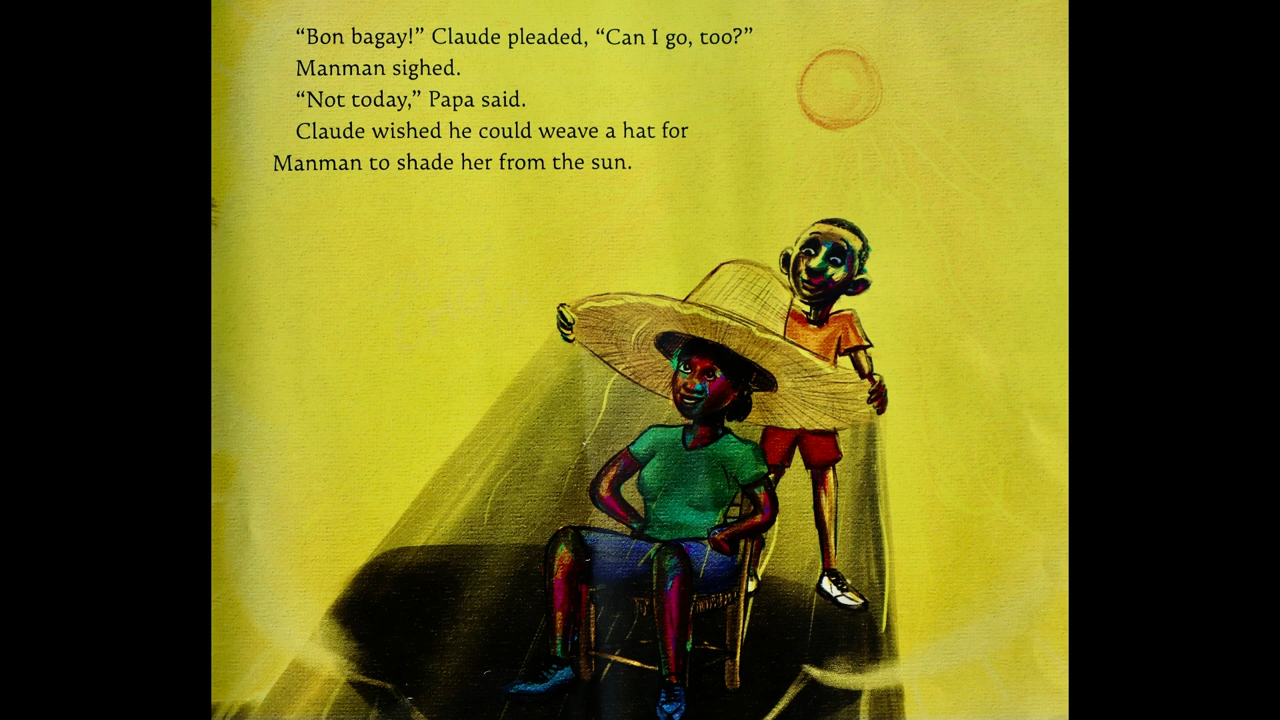 “Bon bagay!” Claude pleaded, “Can I go, too?”
Manman sighed.
“Not today,” Papa said.
Claude wished he could weave a hat for
Manman to shade her from the sun.